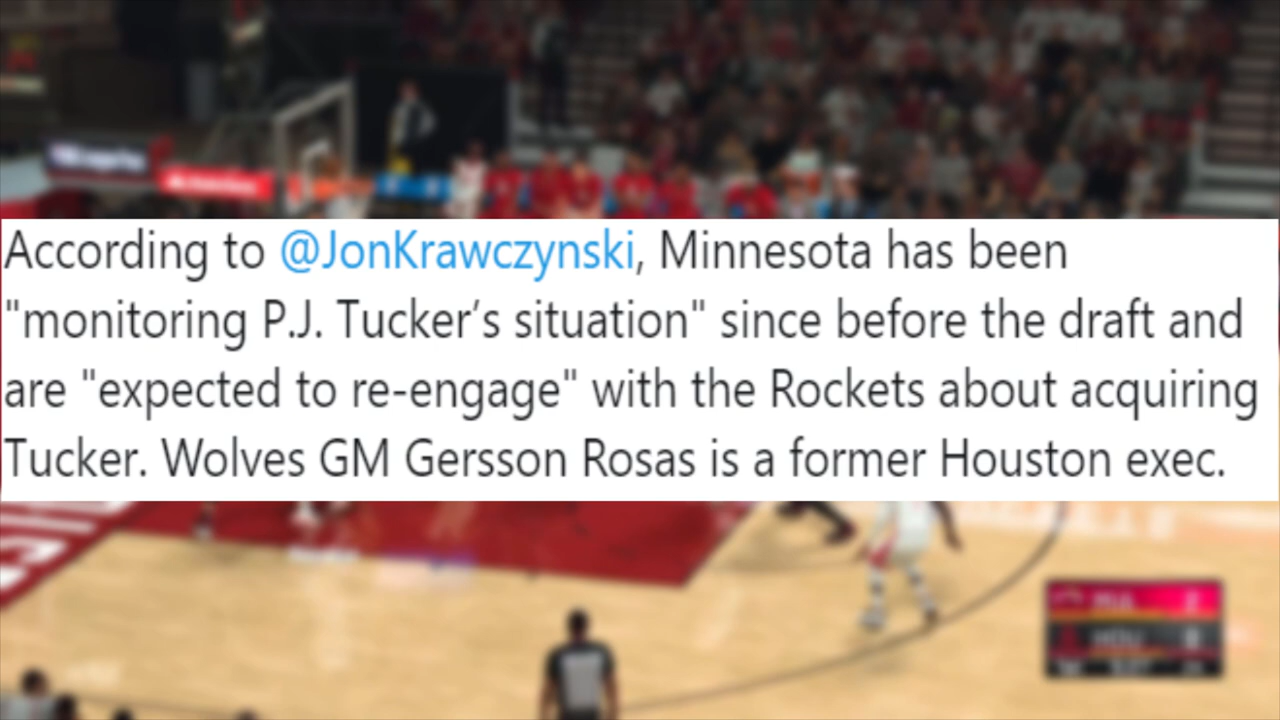 According to @JonKrawczynski, Minnesota has been
"monitoring P.J. Tucker’s situation" since before the draft and
are "expected to re-engage" with the Rockets about acquiring
Tucker. Wolves GM Gersson Rosas is a former Houston exec.
HOU